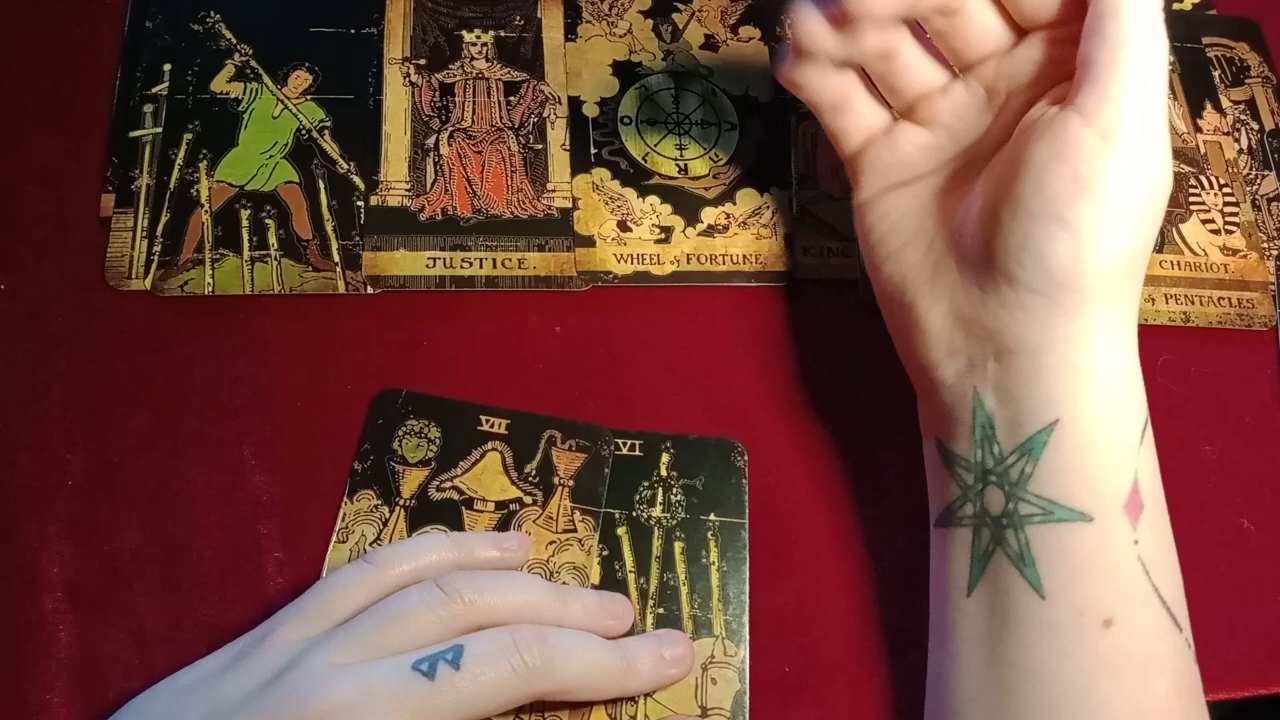 JUSTICE.
WHEEL of FORTUNE.
KING
CHARIOT.
of PENTACLES.
VII
VI